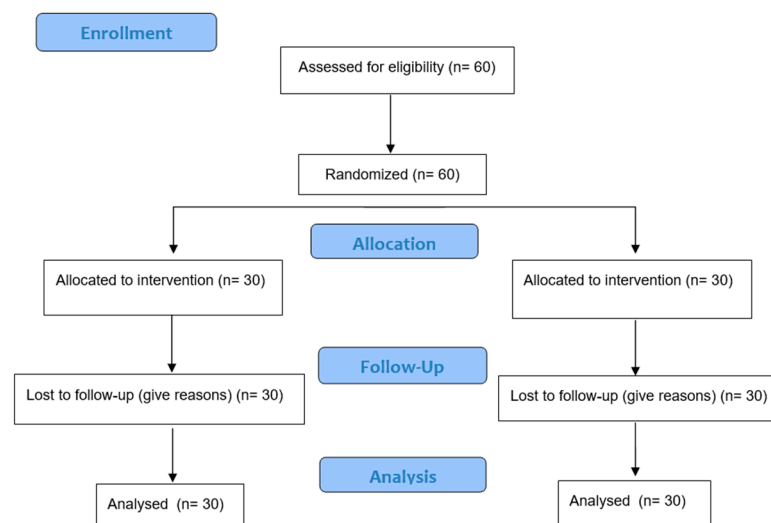 Enrollment
Assessed for eligibility (n= 60)
Randomized (n= 60)
Allocation
Allocated to intervention (n= 30)
Allocated to intervention (n= 30)
Follow-Up
Lost to follow-up (give reasons) (n= 30)
Lost to follow-up (give reasons) (n= 30)
Analysis
Analysed (n= 30)
Analysed (n= 30)